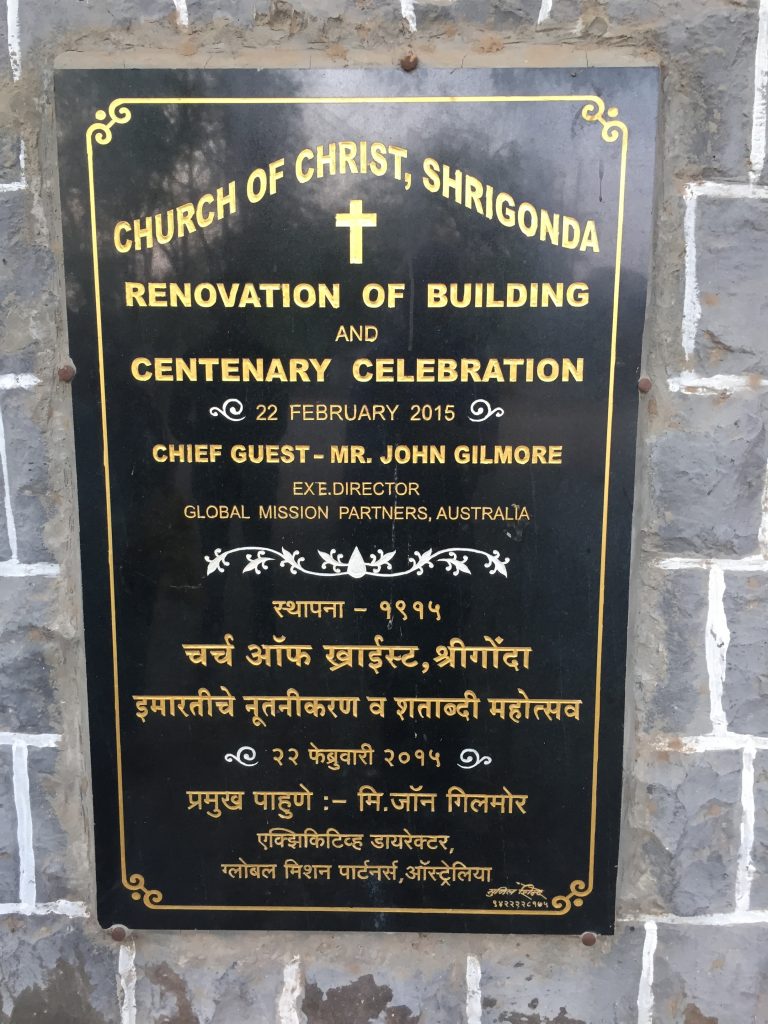 CHURCH OF CHRIST, SHRIGONDA
RENOVATION OF BUILDING
AND
CENTENARY CELEBRATION
22 FEBRUARY 2015
CHIEF GUEST - MR. JOHN GILMORE
EXE.DIRECTOR
GLOBAL MISSION PARTNERS, AUSTRALIA
स्थापना - १९१५
चर्च ऑफ ख्राईस्ट,श्रीगोंदा
इमारतीचे नूतनीकरण व शताब्दी महोत्सव
२२ फेब्रुवारी २०१५
प्रमुख पाहुणे :- मि.जॉन गिलमोर
एक्झिकिटिव्ह डायरेक्टर,
ग्लोबल मिशन पार्टनर्स,ऑस्ट्रेलिया